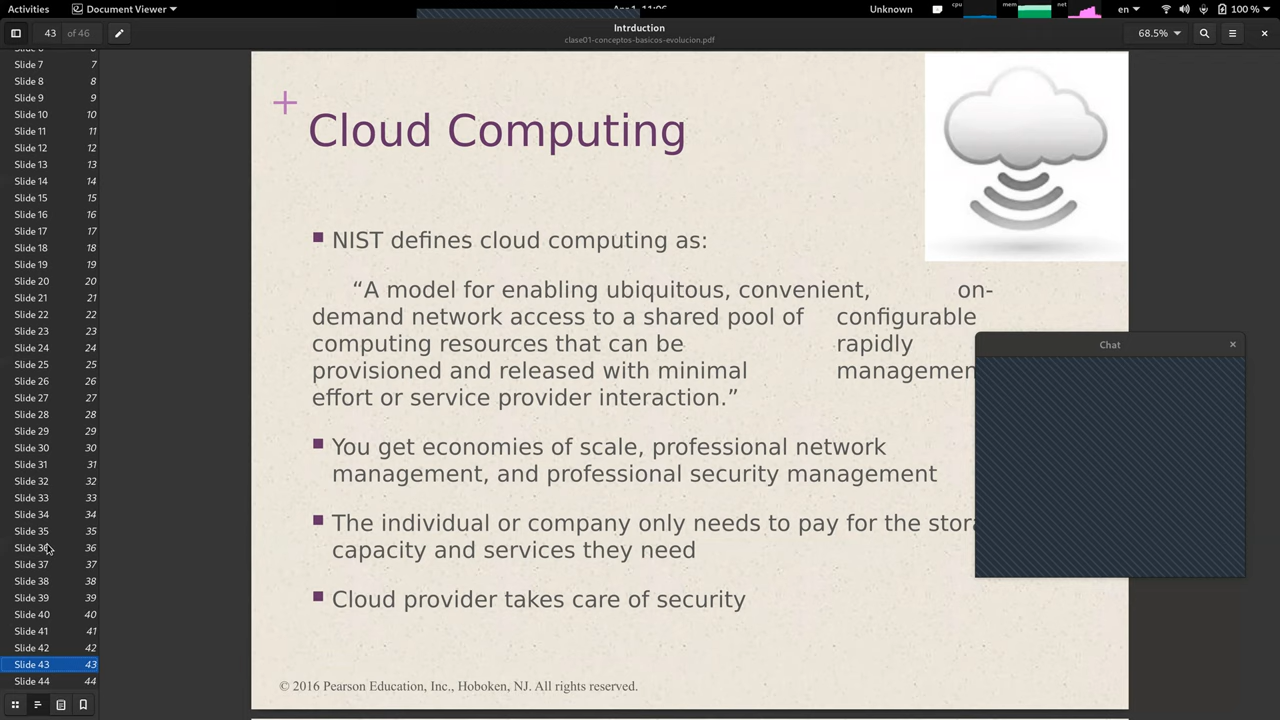 Activities Document Viewer Unknown cpu mem net en 100 %
43 of 46 Intrduction 68.5%
clase01-conceptos-basicos-evolucion.pdf
Slide 7 7
Slide 8 8
Slide 9 9
Slide 10 10
Slide 11 11
Slide 12 12
Slide 13 13
Slide 14 14
Slide 15 15
Slide 16 16
Slide 17 17
Slide 18 18
Slide 19 19
Slide 20 20
Slide 21 21
Slide 22 22
Slide 23 23
Slide 24 24
Slide 25 25
Slide 26 26
Slide 27 27
Slide 28 28
Slide 29 29
Slide 30 30
Slide 31 31
Slide 32 32
Slide 33 33
Slide 34 34
Slide 35 35
Slide 36 36
Slide 37 37
Slide 38 38
Slide 39 39
Slide 40 40
Slide 41 41
Slide 42 42
Slide 43 43
Slide 44 44
+
Cloud Computing
NIST defines cloud computing as:
“A model for enabling ubiquitous, convenient, on-
demand network access to a shared pool of configurable
computing resources that can be rapidly
provisioned and released with minimal managemen
effort or service provider interaction.”
You get economies of scale, professional network
management, and professional security management
The individual or company only needs to pay for the stor
capacity and services they need
Cloud provider takes care of security
© 2016 Pearson Education, Inc., Hoboken, NJ. All rights reserved.
Chat